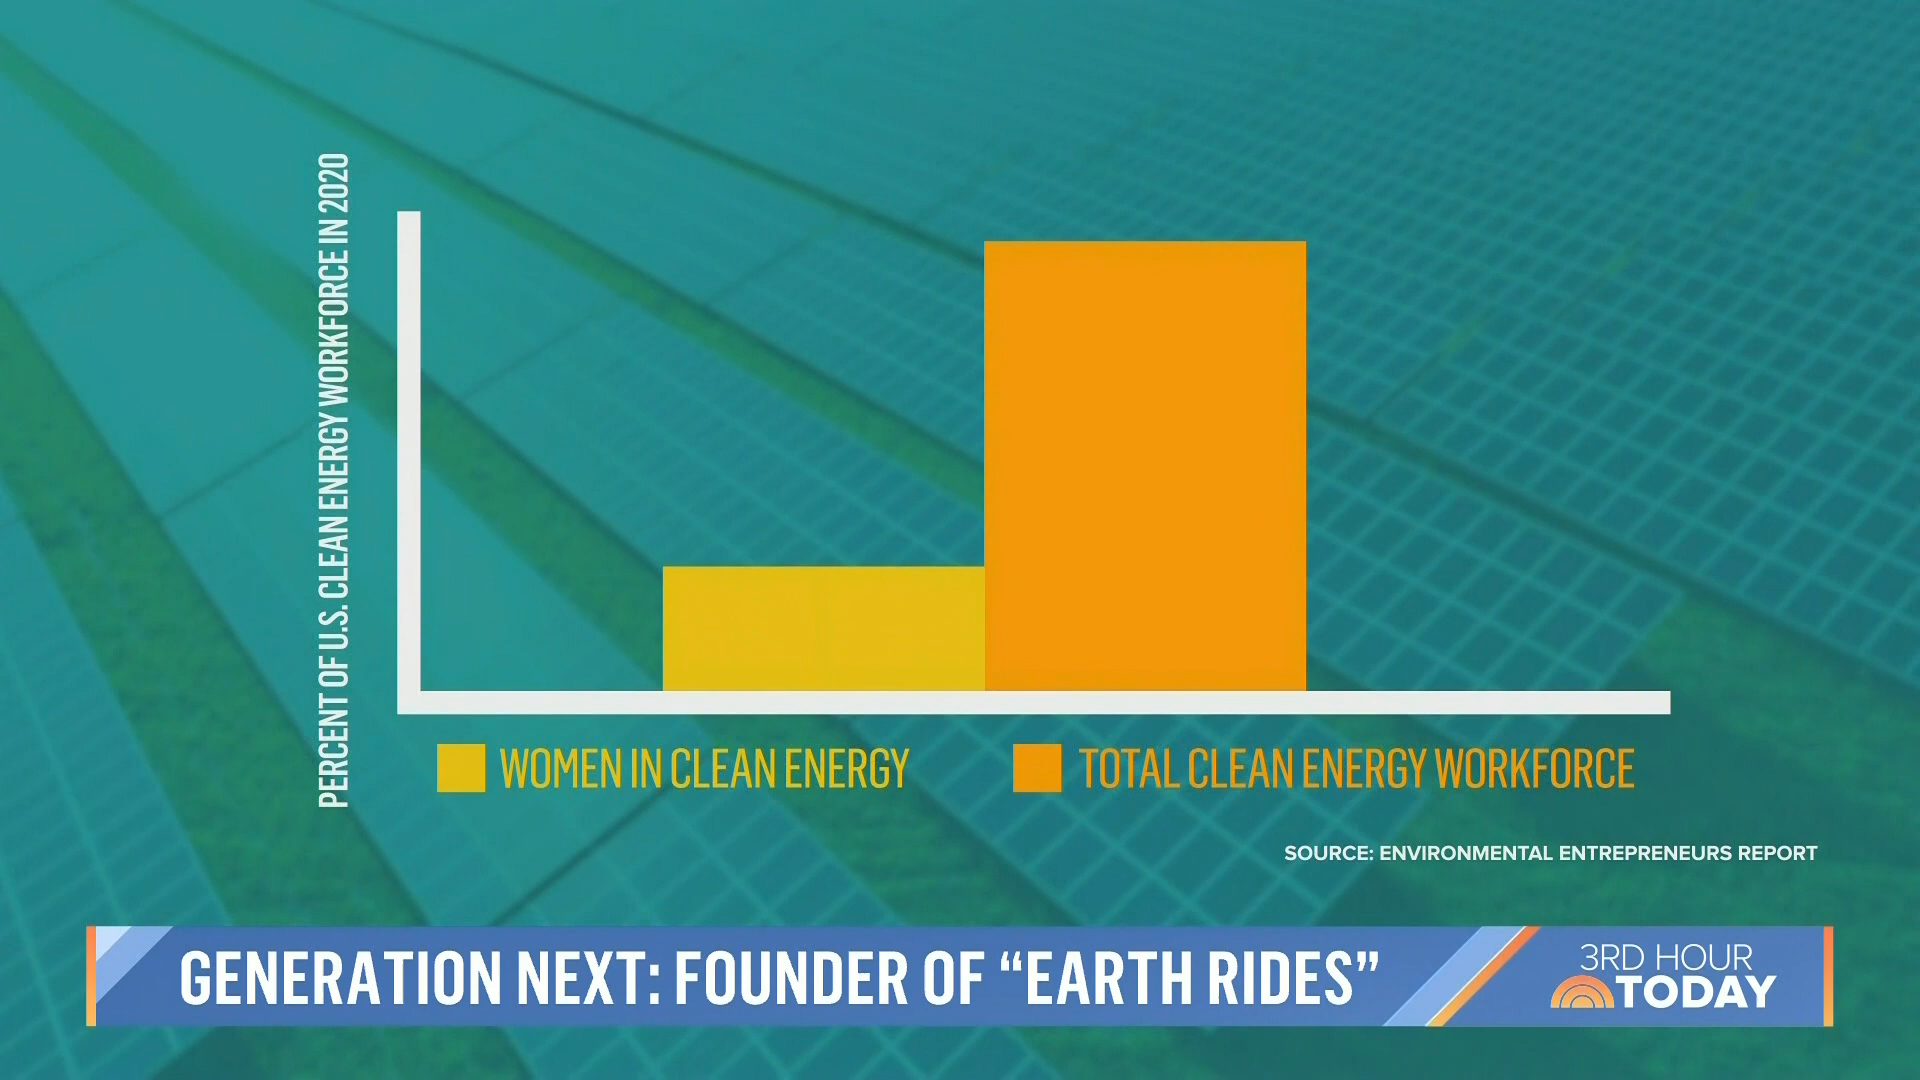 PERCENT OF U.S. CLEAN ENERGY WORKFORCE IN 2020
WOMEN IN CLEAN ENERGY
TOTAL CLEAN ENERGY WORKFORCE
SOURCE: ENVIRONMENTAL ENTREPRENEURS REPORT
GENERATION NEXT: FOUNDER OF “EARTH RIDES”
3RD HOUR
TODAY